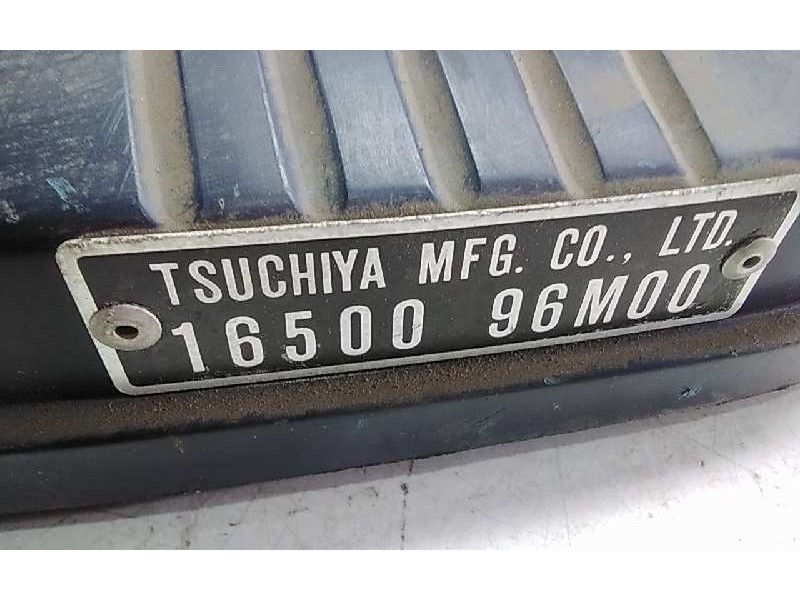 TSUCHIYA MFG. CO., LTD.
16500 96M00